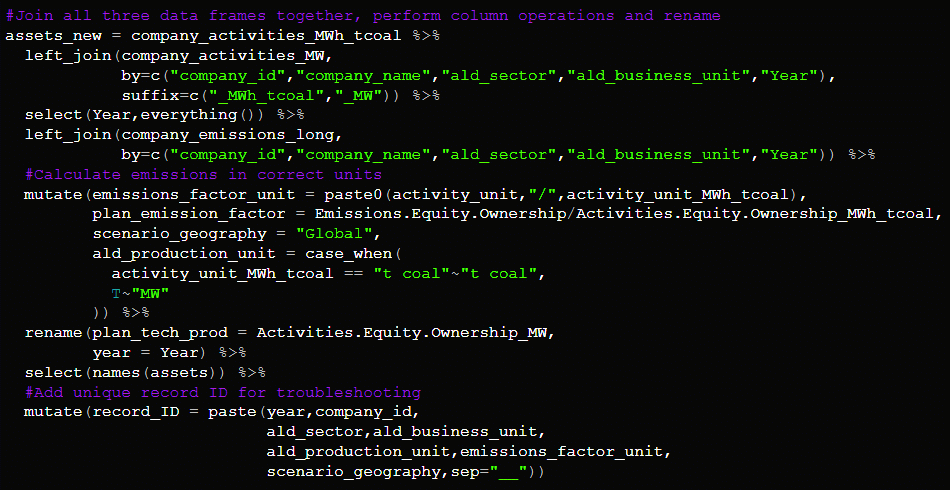 #Join all three data frames together, perform column operations and rename
assets_new = company_activities_MWh_tcoal %>%
  left_join(company_activities_MW,
            by=c("company_id","company_name","ald_sector","ald_business_unit","Year"),
            suffix=c("_MWh_tcoal","_MW")) %>%
  select(Year,everything()) %>%
  left_join(company_emissions_long,
            by=c("company_id","company_name","ald_sector","ald_business_unit","Year")) %>%
  #Calculate emissions in correct units
  mutate(emissions_factor_unit = paste0(activity_unit,"/",activity_unit_MWh_tcoal),
         plan_emission_factor = Emissions.Equity.Ownership/Activities.Equity.Ownership_MWh_tcoal,
         scenario_geography = "Global",
         ald_production_unit = case_when(
           activity_unit_MWh_tcoal == "t coal"~"t coal",
           T~"MW"
         )) %>%
  rename(plan_tech_prod = Activities.Equity.Ownership_MW,
         year = Year) %>%
  select(names(assets)) %>%
  #Add unique record ID for troubleshooting
  mutate(record_ID = paste(year,company_id,
                           ald_sector,ald_business_unit,
                           ald_production_unit,emissions_factor_unit,
                           scenario_geography,sep="__"))